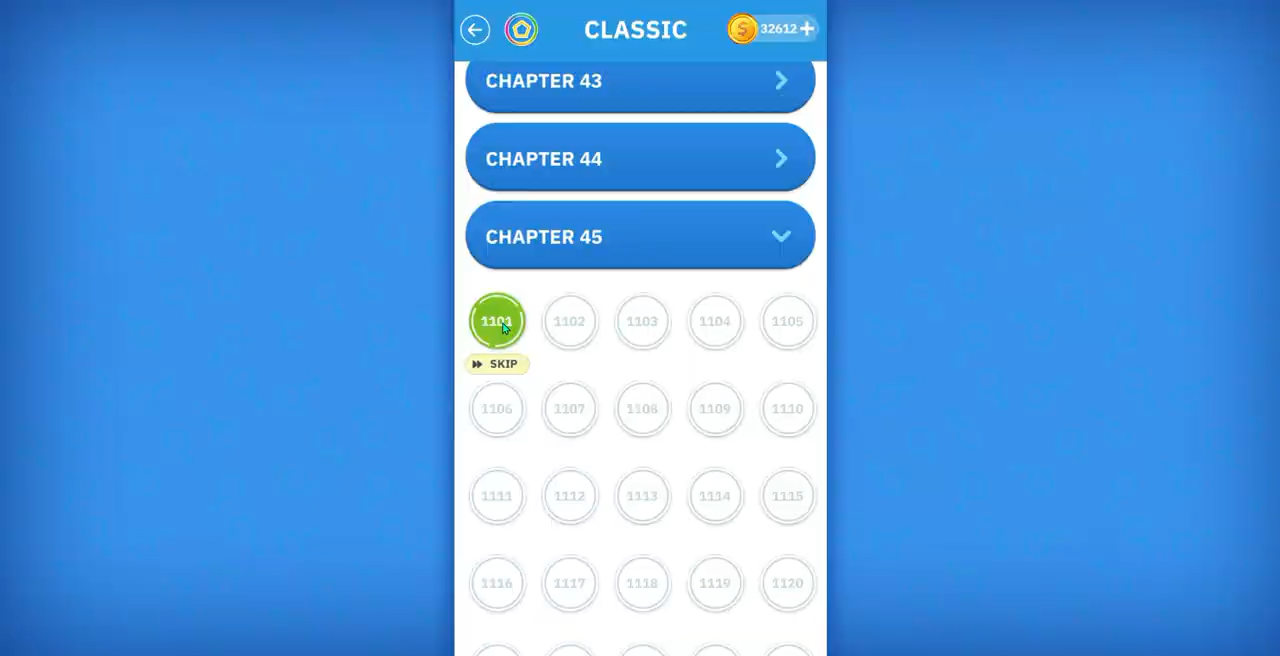 CLASSIC
32612
CHAPTER 43
CHAPTER 44
CHAPTER 45
1101 1102 1103 1104 1105
SKIP
1106 1107 1108 1109 1110
1111 1112 1113 1114 1115
1116 1117 1118 1119 1120